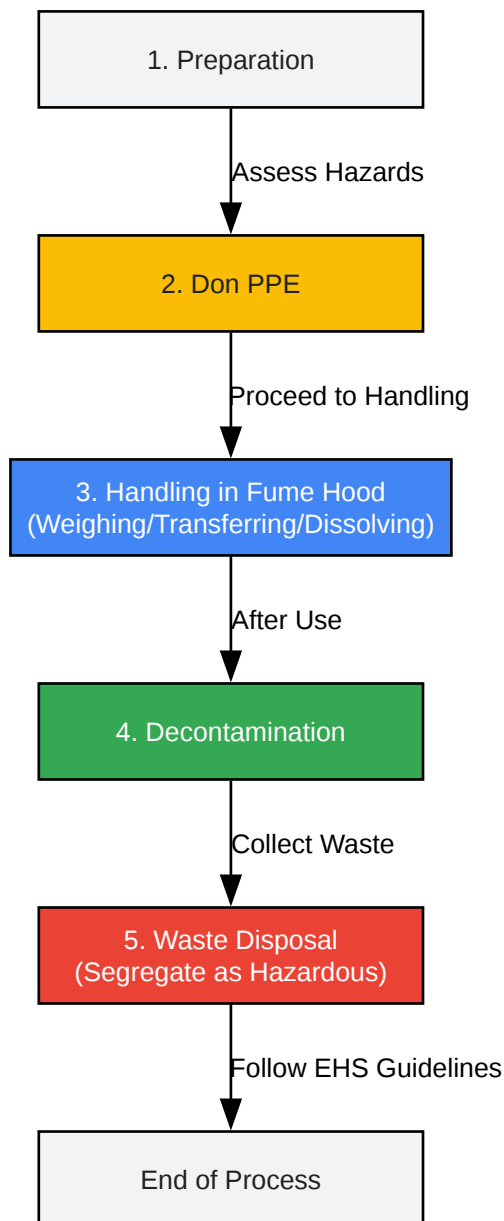 1. Preparation
Assess Hazards
2. Don PPE
Proceed to Handling
3. Handling in Fume Hood
(Weighing/Transferring/Dissolving)
After Use
4. Decontamination
Collect Waste
5. Waste Disposal
(Segregate as Hazardous)
Follow EHS Guidelines
End of Process